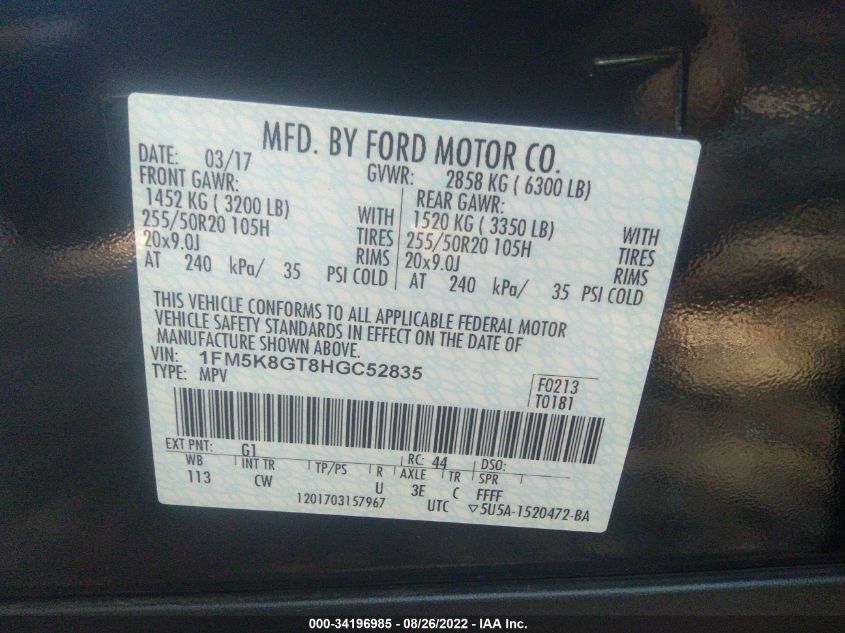 MFD. BY FORD MOTOR CO.
DATE: 03/17 GVWR: 2858 KG ( 6300 LB)
FRONT GAWR: REAR GAWR:
1452 KG ( 3200 LB) WITH 1520 KG ( 3350 LB) WITH
255/50R20 105H TIRES 255/50R20 105H TIRES
20x9.0J RIMS 20x9.0J RIMS
AT 240 kPa/ 35 PSI COLD AT 240 kPa/ 35 PSI COLD
THIS VEHICLE CONFORMS TO ALL APPLICABLE FEDERAL MOTOR
VEHICLE SAFETY STANDARDS IN EFFECT ON THE DATE OF
MANUFACTURE SHOWN ABOVE.
VIN: 1FM5K8GT8HGC52835
TYPE: MPV
F0213
T0181
EXT PNT: G1 RC: 44 DSO:
WB INT TR TP/PS R AXLE TR SPR
113 CW U 3E C FFFF
1201703157967 UTC ▽5U5A-1520472-BA
000-34196985 - 08/26/2022 - IAA Inc.